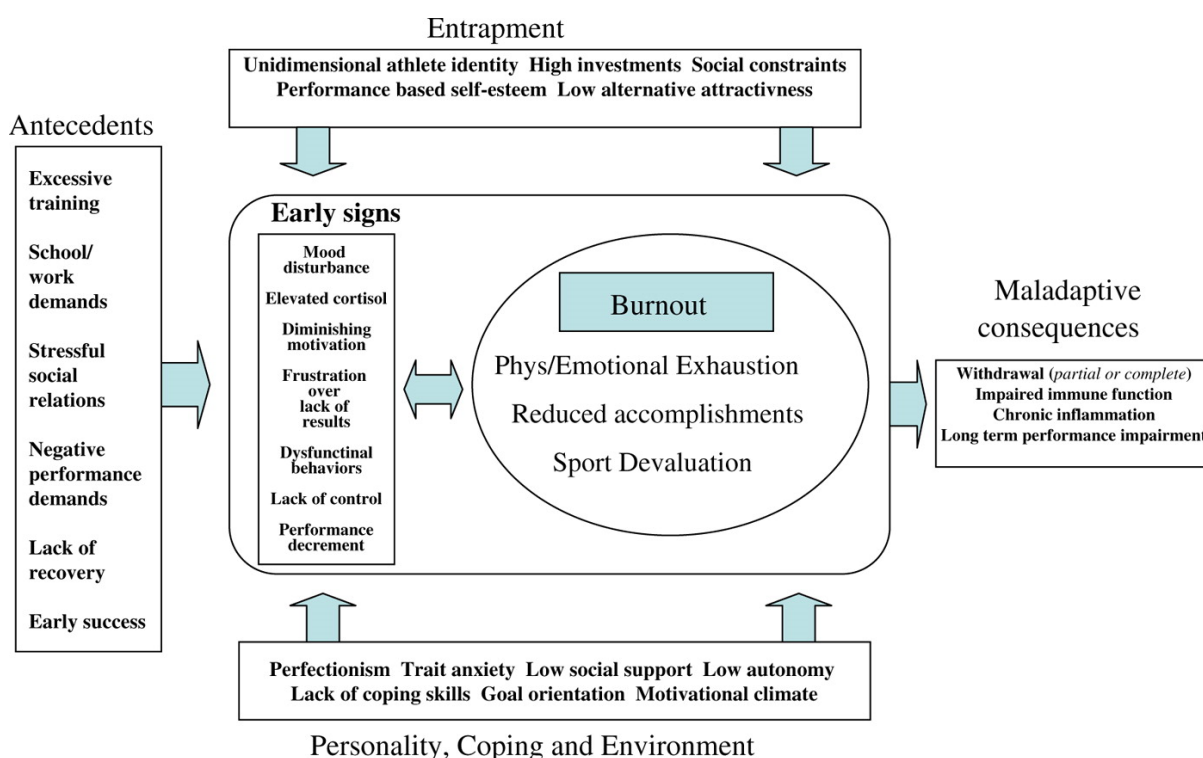 Entrapment
Unidimensional athlete identity High investments Social constraints
Performance based self-esteem Low alternative attractivness
Antecedents
Excessive
training
School/
work
demands
Stressful
social
relations
Negative
performance
demands
Lack of
recovery
Early success
Early signs
Mood
disturbance
Elevated cortisol
Diminishing
motivation
Frustration
over
lack of
results
Dysfunctinal
behaviors
Lack of control
Performance
decrement
Burnout
Phys/Emotional Exhaustion
Reduced accomplishments
Sport Devaluation
Maladaptive
consequences
Withdrawal (partial or complete)
Impaired immune function
Chronic inflammation
Long term performance impairment
Perfectionism Trait anxiety Low social support Low autonomy
Lack of coping skills Goal orientation Motivational climate
Personality, Coping and Environment